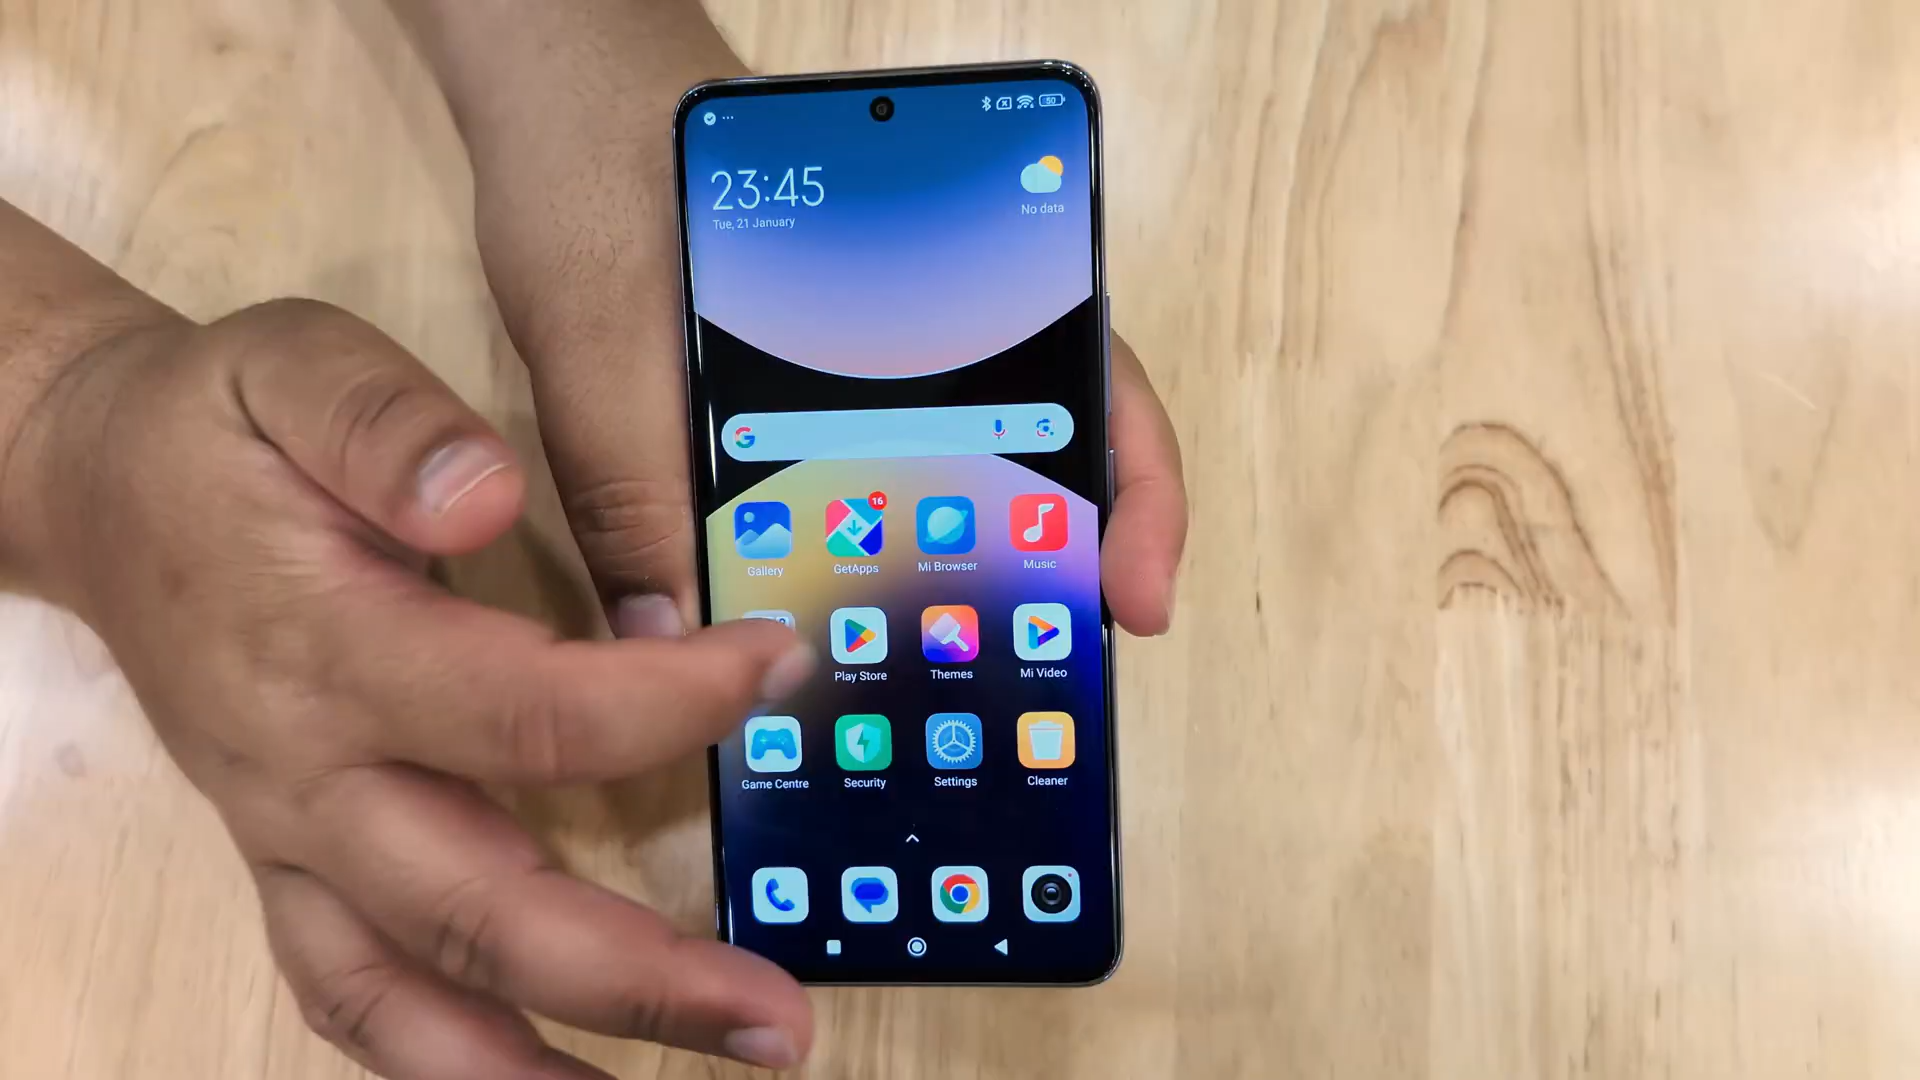 50
23:45
Tue, 21 January
No data
16
Gallery
GetApps
Mi Browser
Music
Play Store
Themes
Mi Video
Game Centre
Security
Settings
Cleaner